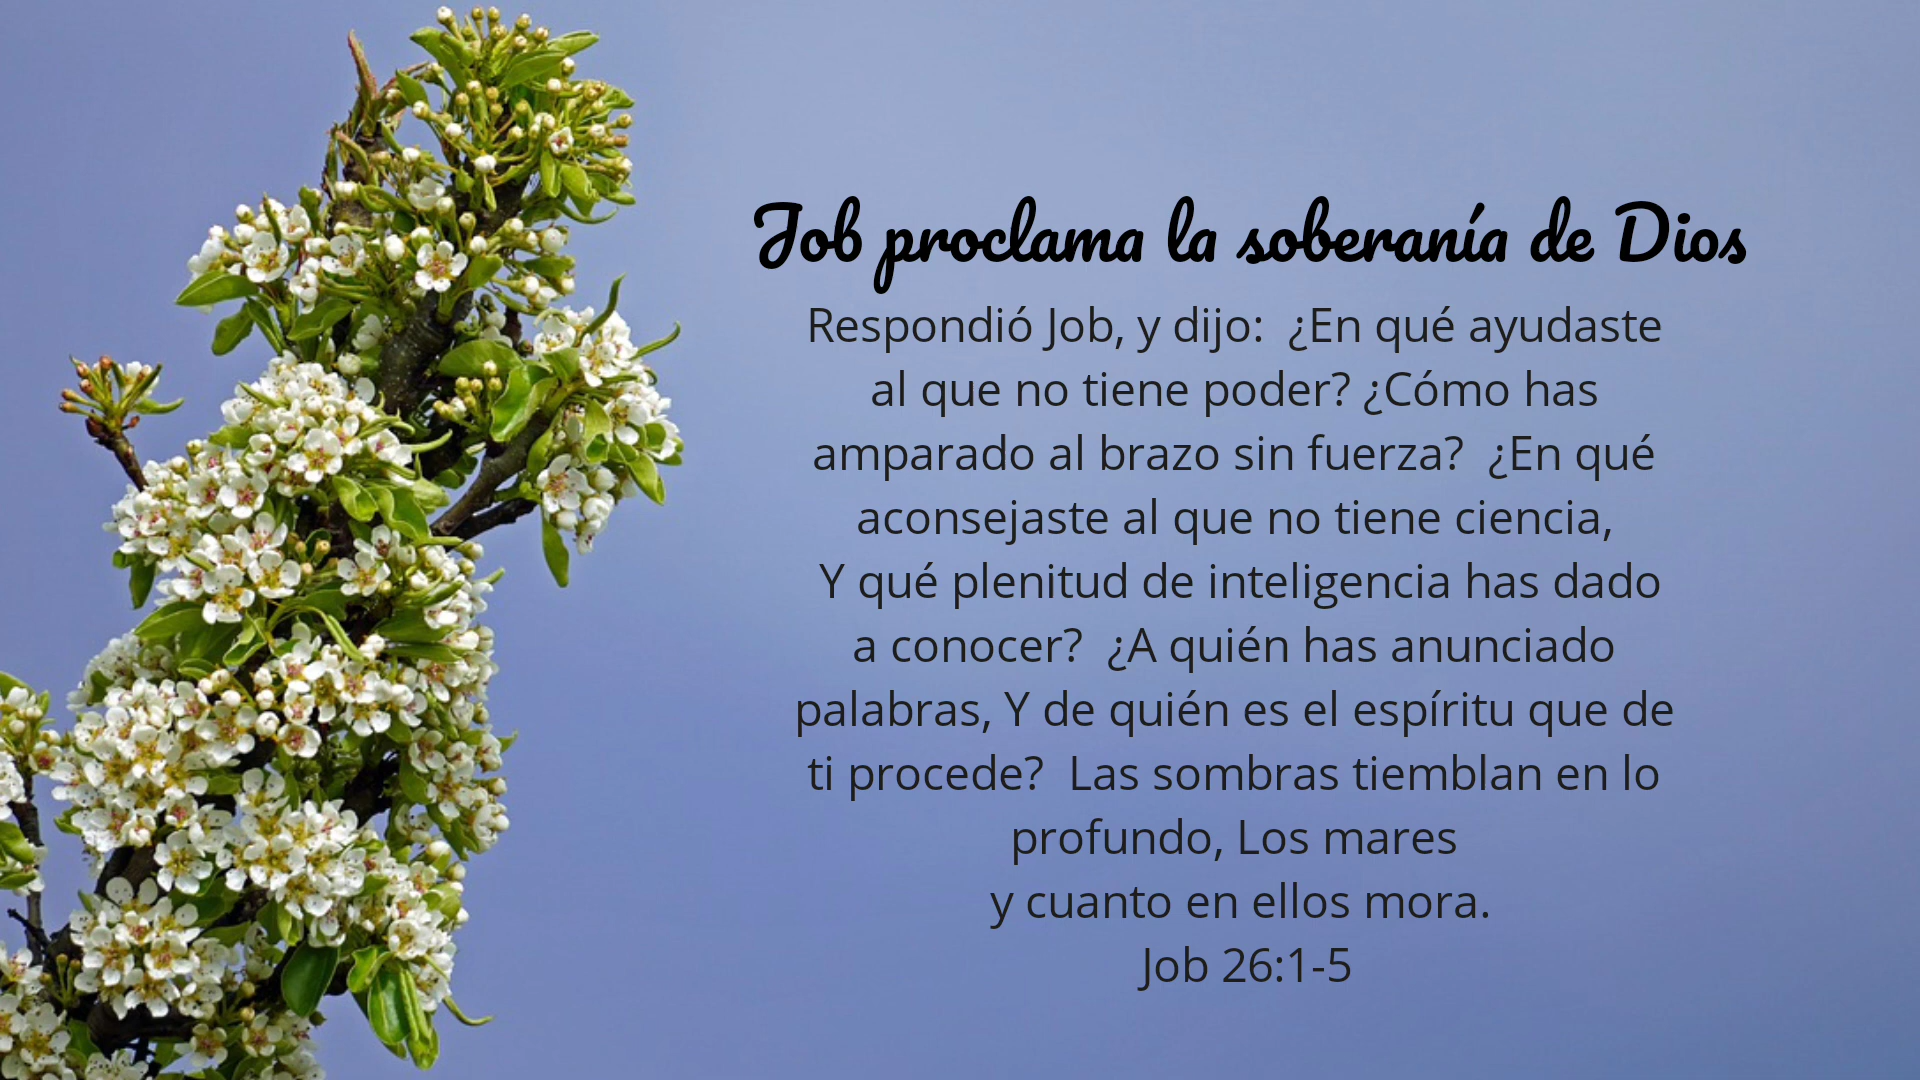 Job proclama la soberanía de Dios
Respondió Job, y dijo:  ¿En qué ayudaste
al que no tiene poder? ¿Cómo has
amparado al brazo sin fuerza?  ¿En qué
aconsejaste al que no tiene ciencia,
Y qué plenitud de inteligencia has dado
a conocer?  ¿A quién has anunciado
palabras, Y de quién es el espíritu que de
ti procede?  Las sombras tiemblan en lo
profundo, Los mares
y cuanto en ellos mora.
Job 26:1-5